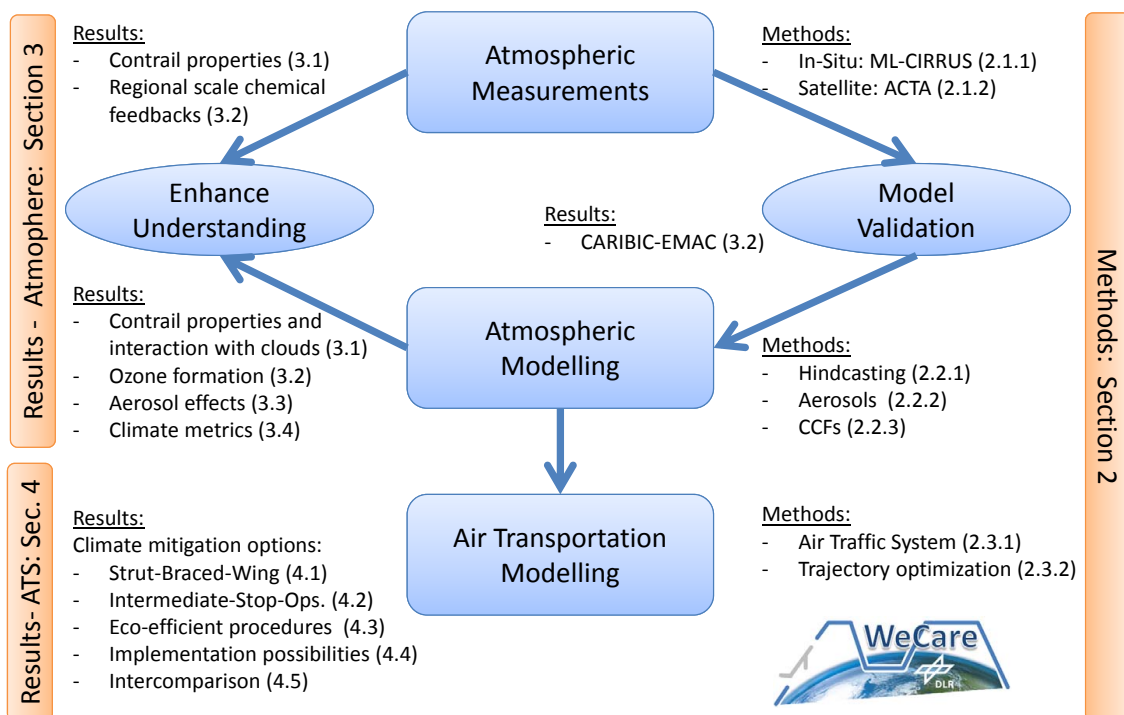 Results - Atmophere: Section 3
Results:
- Contrail properties (3.1)
- Regional scale chemical
feedbacks (3.2)
Atmospheric
Measurements
Methods:
- In-Situ: ML-CIRRUS (2.1.1)
- Satellite: ACTA (2.1.2)
Enhance
Understanding
Results:
- CARIBIC-EMAC (3.2)
Model
Validation
Methods: Section 2
Results:
- Contrail properties and
interaction with clouds (3.1)
- Ozone formation (3.2)
- Aerosol effects (3.3)
- Climate metrics (3.4)
Atmospheric
Modelling
Methods:
- Hindcasting (2.2.1)
- Aerosols (2.2.2)
- CCFs (2.2.3)
Results- ATS: Sec. 4
Results:
Climate mitigation options:
- Strut-Braced-Wing (4.1)
- Intermediate-Stop-Ops. (4.2)
- Eco-efficient procedures (4.3)
- Implementation possibilities (4.4)
- Intercomparison (4.5)
Air Transportation
Modelling
Methods:
- Air Traffic System (2.3.1)
- Trajectory optimization (2.3.2)
WeCare
DLR